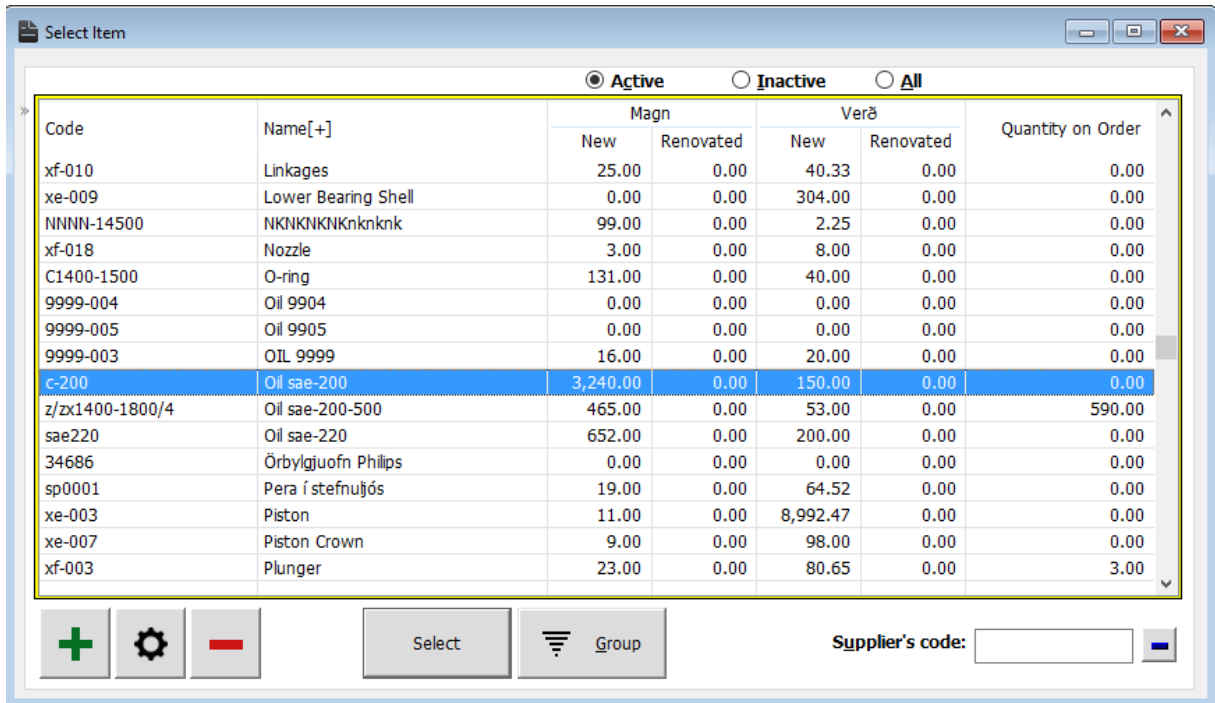 Select Item
Active Inactive All
»
Magn Verð
Code Name[+] Quantity on Order
New Renovated New Renovated
xf-010 Linkages 25.00 0.00 40.33 0.00 0.00
xe-009 Lower Bearing Shell 0.00 0.00 304.00 0.00 0.00
NNNN-14500 NKNKNKNKnknknk 99.00 0.00 2.25 0.00 0.00
xf-018 Nozzle 3.00 0.00 8.00 0.00 0.00
C1400-1500 O-ring 131.00 0.00 40.00 0.00 0.00
9999-004 Oil 9904 0.00 0.00 0.00 0.00 0.00
9999-005 Oil 9905 0.00 0.00 0.00 0.00 0.00
9999-003 OIL 9999 16.00 0.00 20.00 0.00 0.00
c-200 Oil sae-200 3,240.00 0.00 150.00 0.00 0.00
z/zx1400-1800/4 Oil sae-200-500 465.00 0.00 53.00 0.00 590.00
sae220 Oil sae-220 652.00 0.00 200.00 0.00 0.00
34686 Örbylgjuofn Philips 0.00 0.00 0.00 0.00 0.00
sp0001 Pera í stefnuljós 19.00 0.00 64.52 0.00 0.00
xe-003 Piston 11.00 0.00 8,992.47 0.00 0.00
xe-007 Piston Crown 9.00 0.00 98.00 0.00 0.00
xf-003 Plunger 23.00 0.00 80.65 0.00 3.00
Select Group Supplier's code: